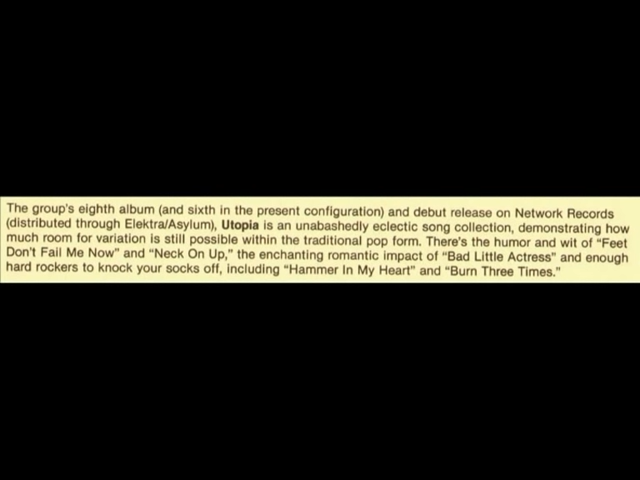 The group's eighth album (and sixth in the present configuration) and debut release on Network Records
(distributed through Elektra/Asylum), Utopia is an unabashedly eclectic song collection, demonstrating how
much room for variation is still possible within the traditional pop form. There's the humor and wit of “Feet
Don't Fail Me Now” and “Neck On Up,” the enchanting romantic impact of “Bad Little Actress” and enough
hard rockers to knock your socks off, including “Hammer In My Heart” and “Burn Three Times.”